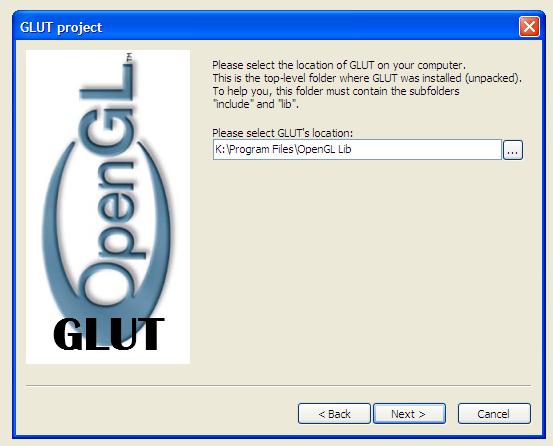 GLUT project
OpenGL™
GLUT
Please select the location of GLUT on your computer.
This is the top-level folder where GLUT was installed (unpacked).
To help you, this folder must contain the subfolders
"include" and "lib".
Please select GLUT's location:
K:\Program Files\OpenGL Lib
...
< Back
Next >
Cancel